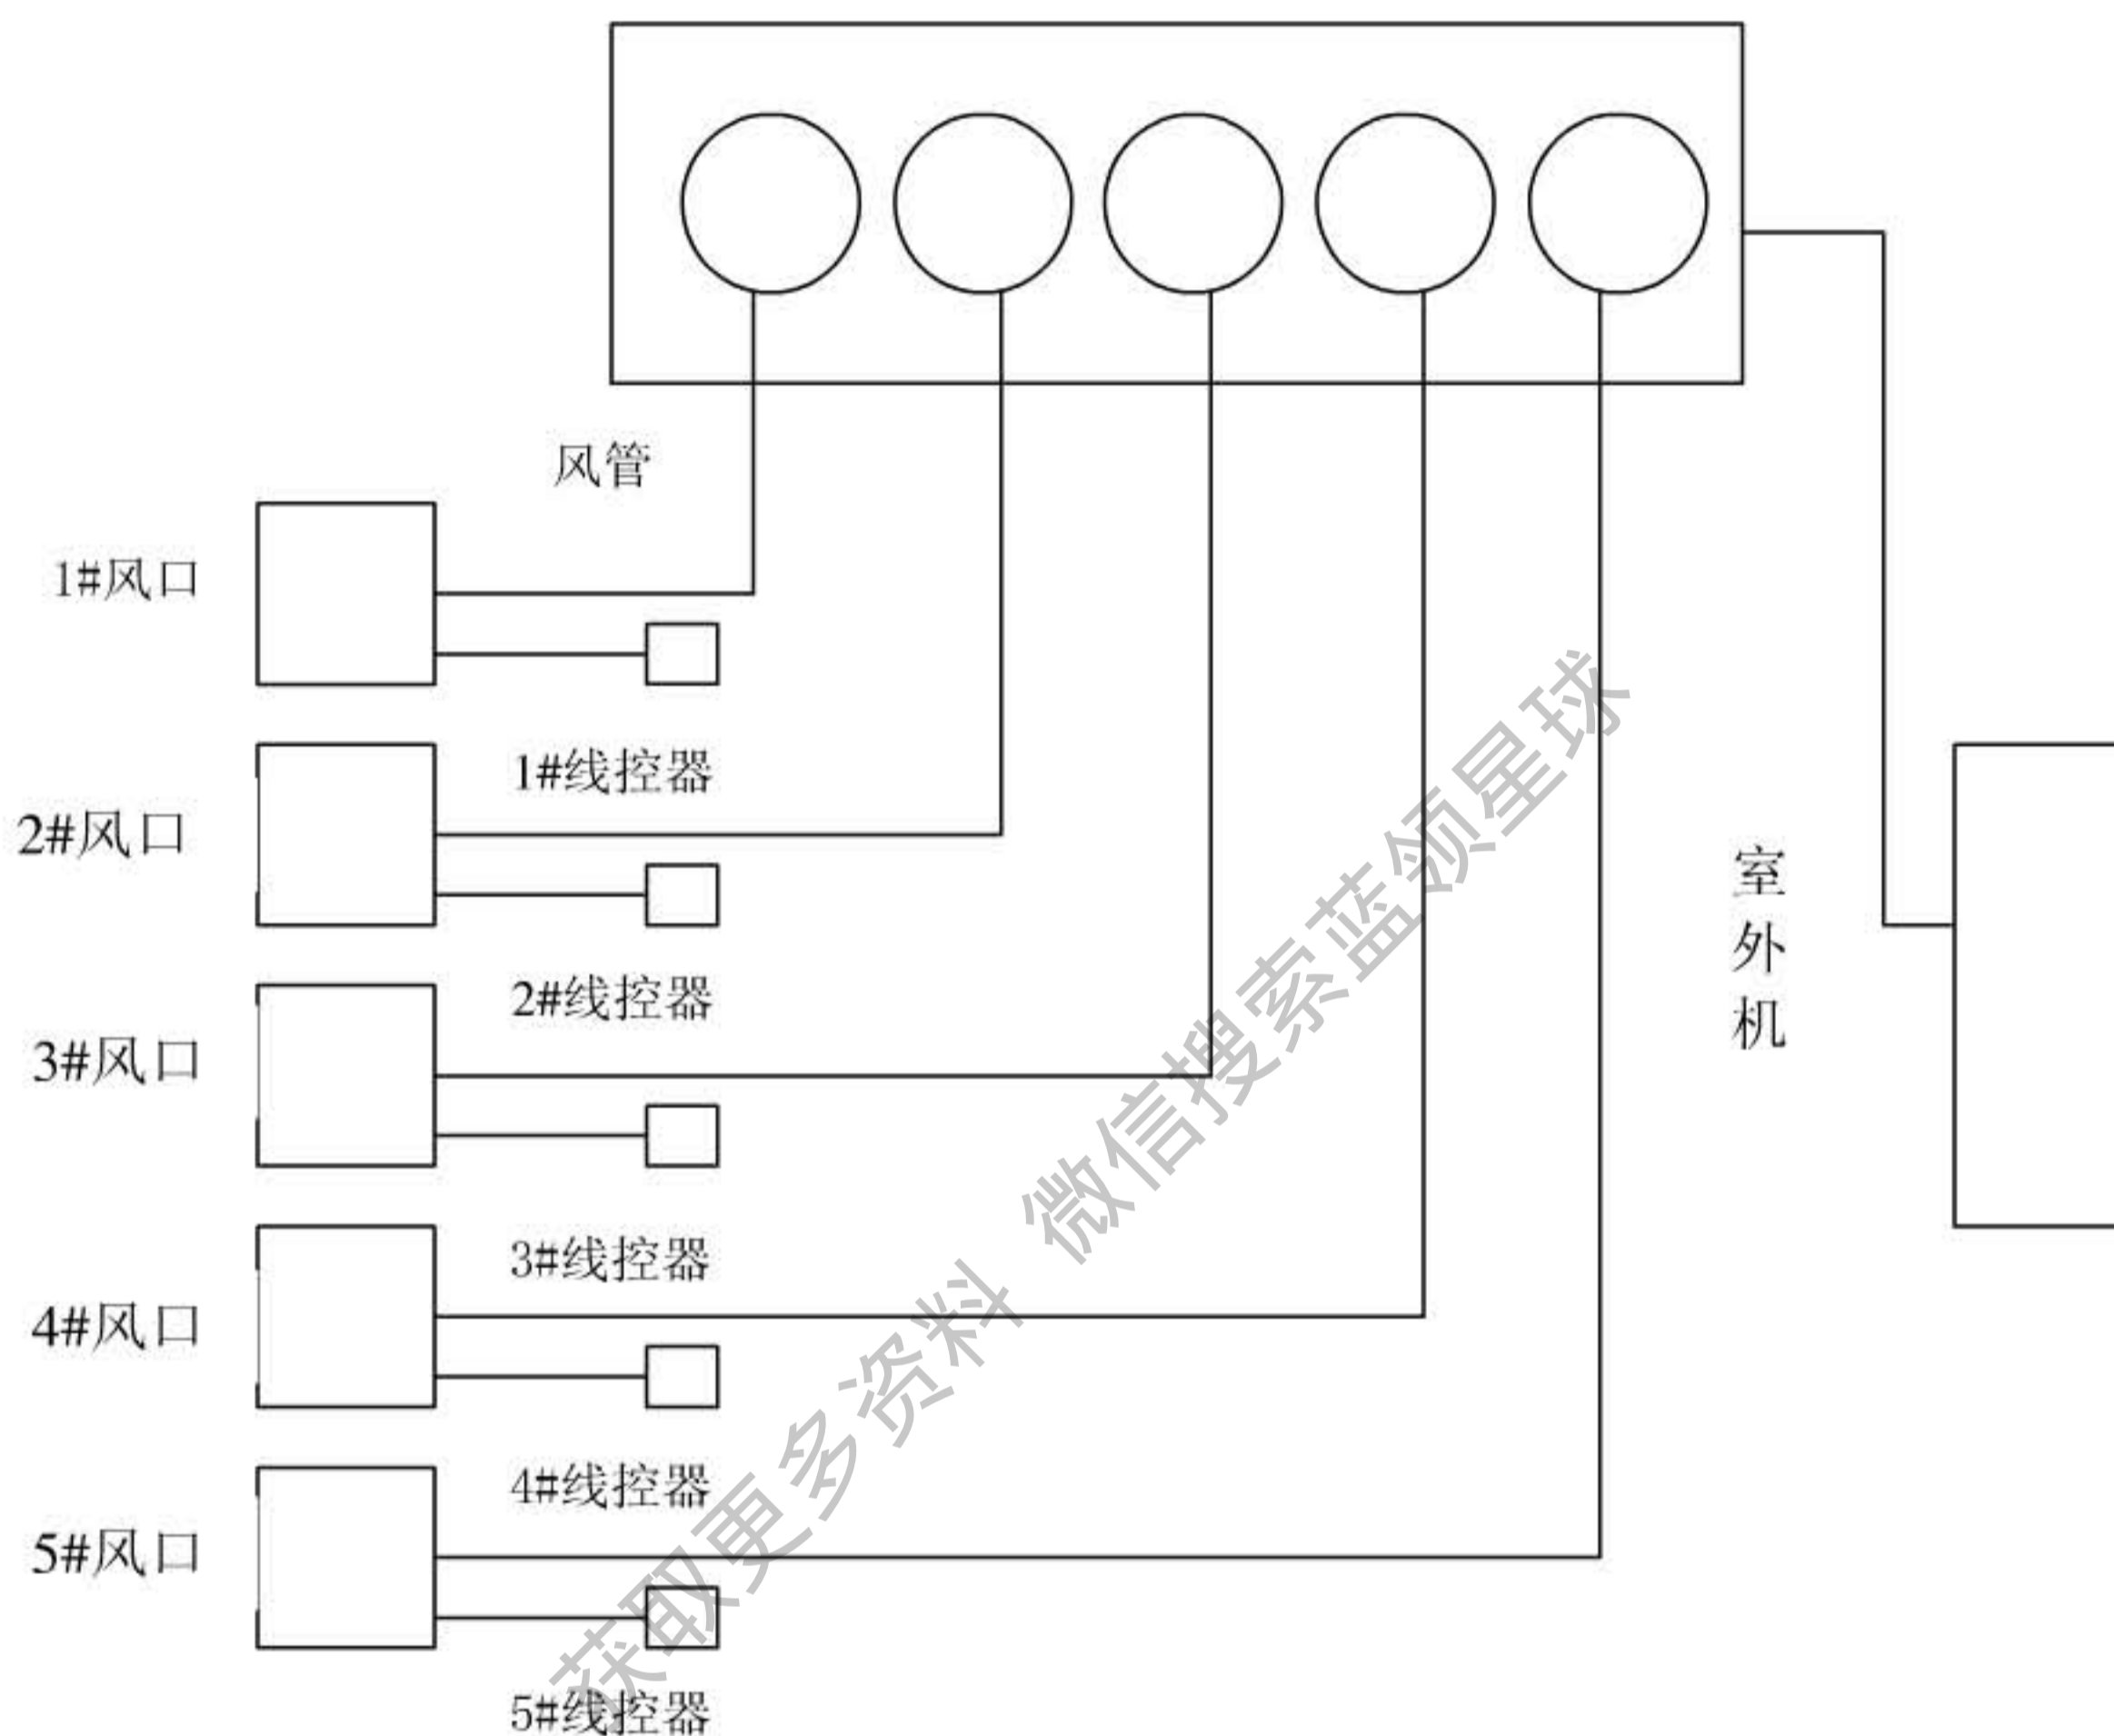 风管
1#风口
1#线控器
2#风口
2#线控器
3#风口
3#线控器
4#风口
4#线控器
5#风口
5#线控器
室外机
获取更多资料 微信搜索蓝领星球